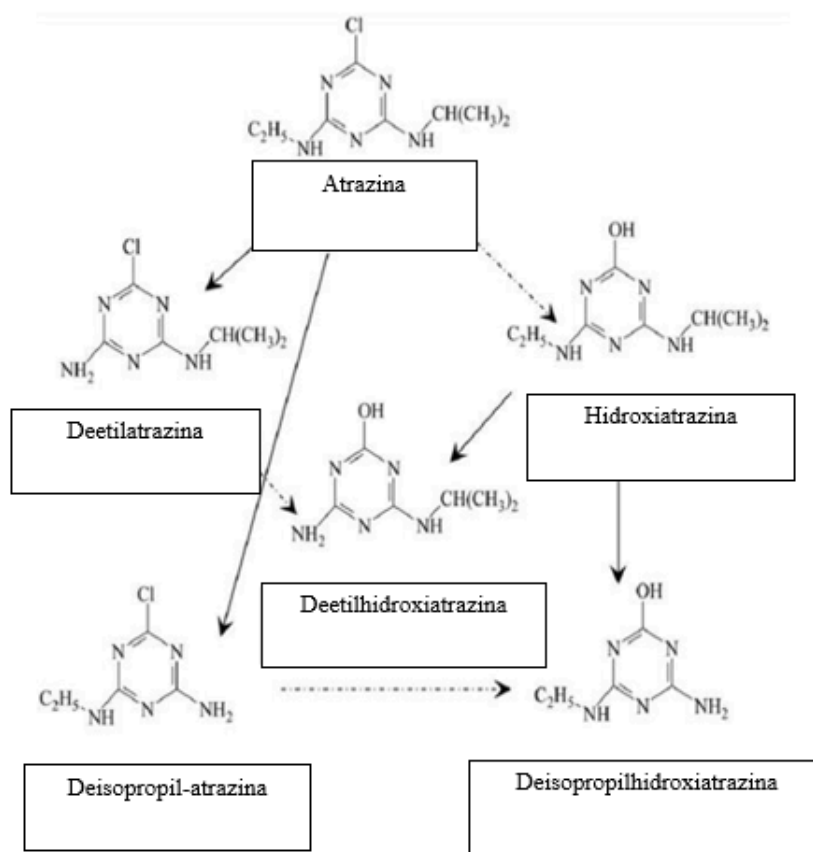 Cl
N N
C₂H₅ NH N NH CH(CH₃)₂
Atrazina
Cl
N N
NH₂ N NH CH(CH₃)₂
Deetilatrazina
OH
N N
C₂H₅ NH N NH CH(CH₃)₂
Hidroxiatrazina
OH
N N
NH₂ N NH CH(CH₃)₂
Deetilhidroxiatrazina
Cl
N N
C₂H₅ NH N NH₂
Deisopropil-atrazina
OH
N N
C₂H₅ NH N NH₂
Deisopropilhidroxiatrazina